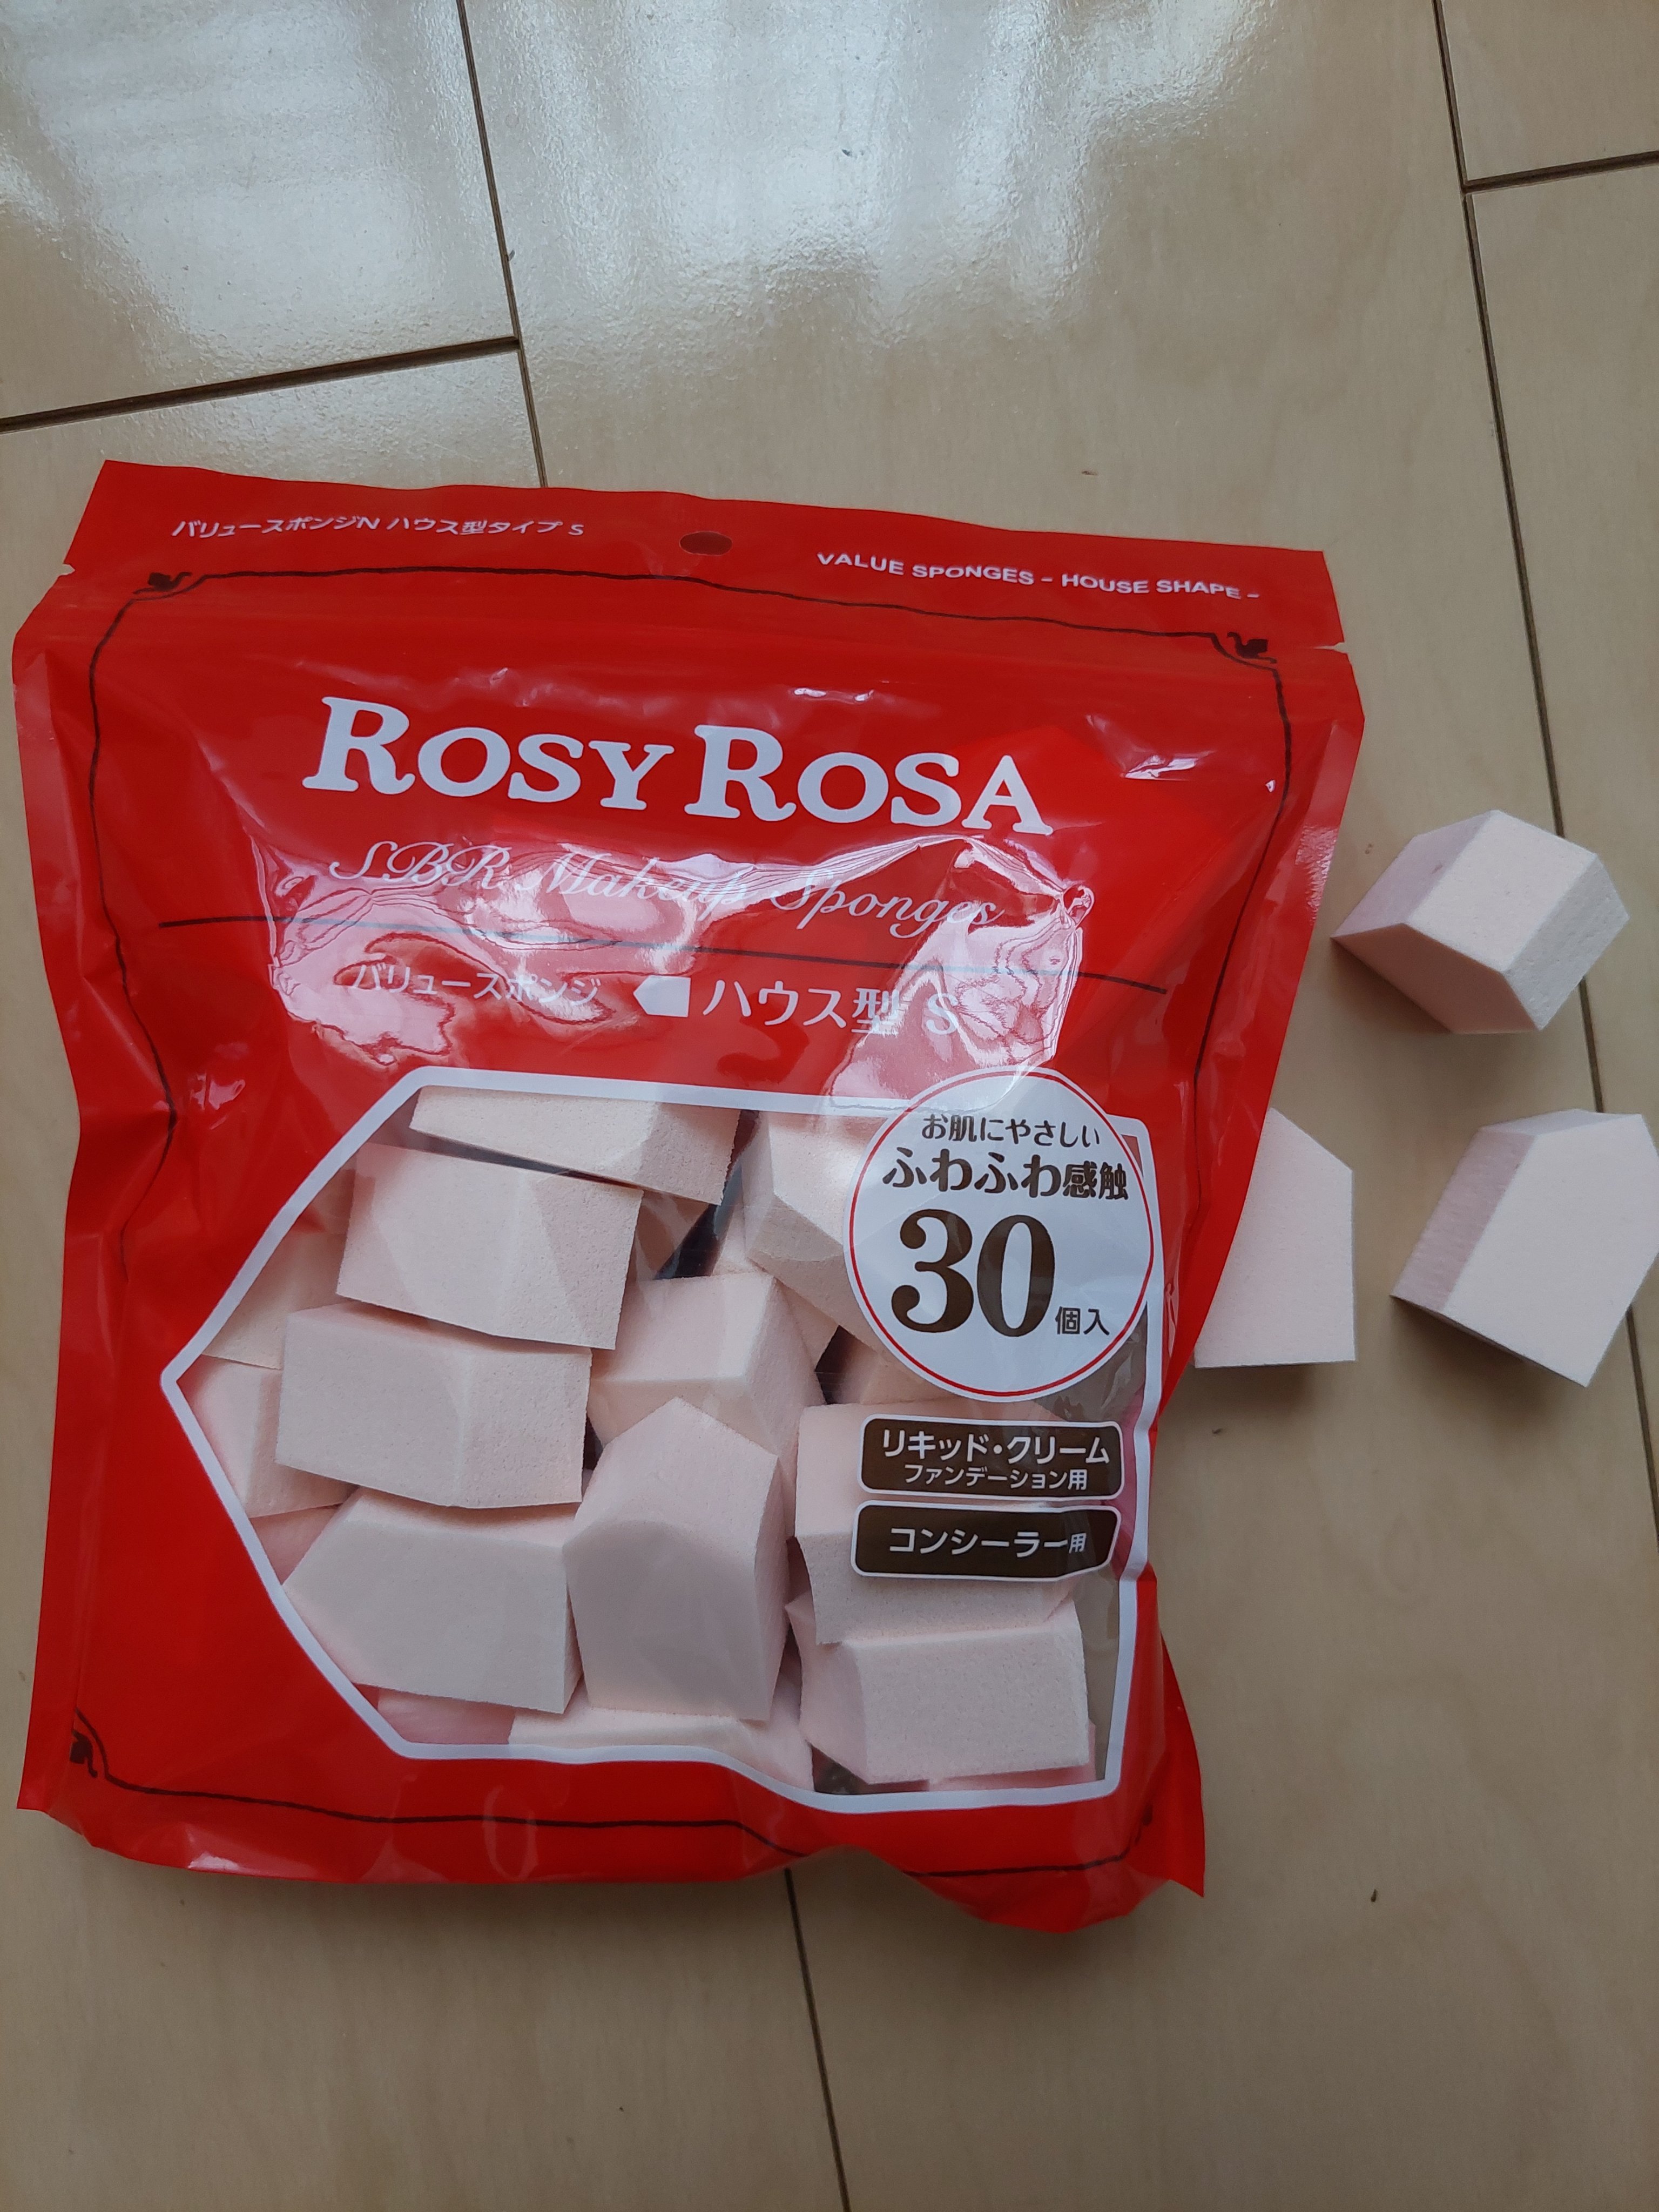 バリュースポンジN ハウス型タイプ S
VALUE SPONGES - HOUSE SHAPE -
ROSY ROSA
SBR Makeup Sponges
バリュースポンジ ハウス型 S
お肌にやさしい
ふわふわ感触
30個入
リキッド・クリーム
ファンデーション用
コンシーラー用